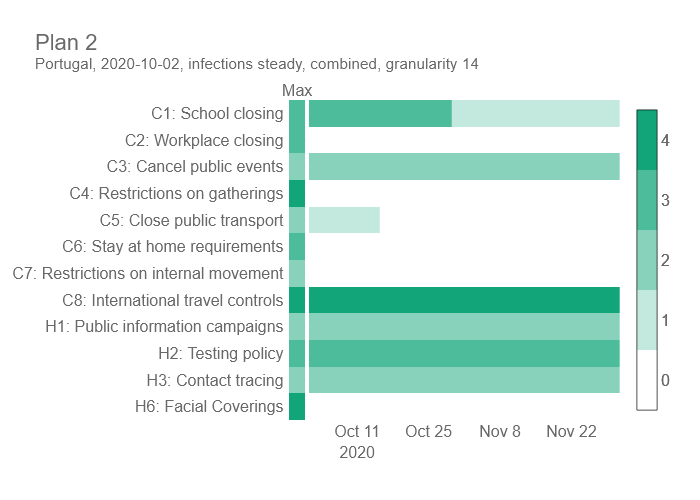 Plan 2
Portugal, 2020-10-02, infections steady, combined, granularity 14
Max
C1: School closing
C2: Workplace closing
C3: Cancel public events
C4: Restrictions on gatherings
C5: Close public transport
C6: Stay at home requirements
C7: Restrictions on internal movement
C8: International travel controls
H1: Public information campaigns
H2: Testing policy
H3: Contact tracing
H6: Facial Coverings
4
3
2
1
0
Oct 11 Oct 25 Nov 8 Nov 22
2020